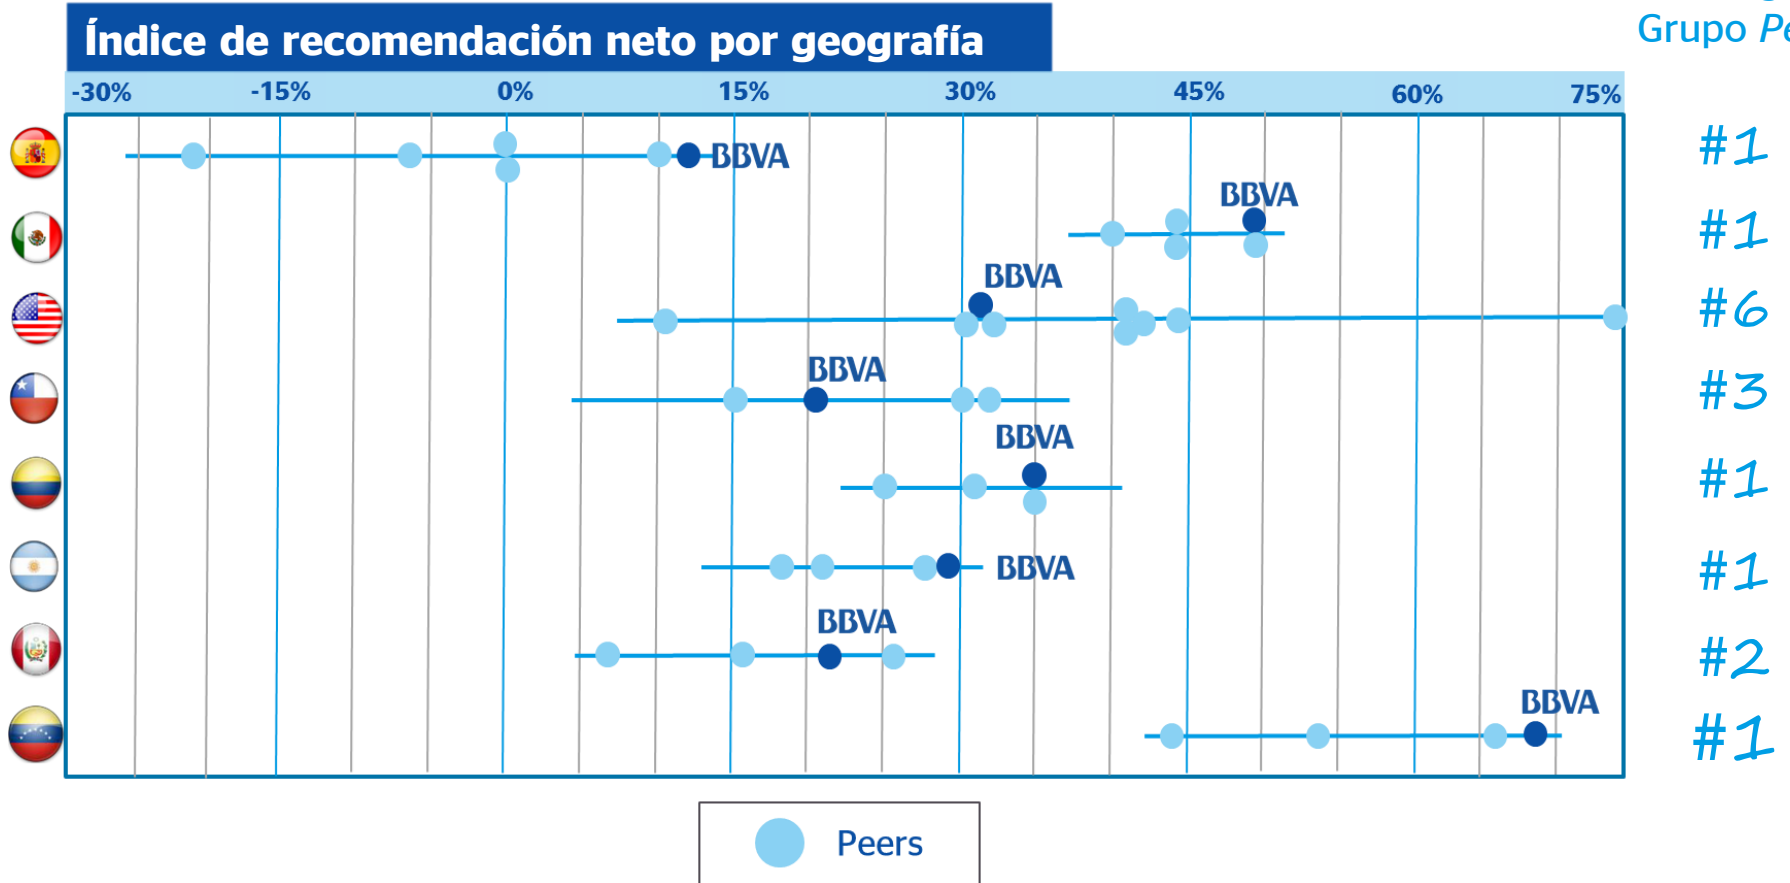 Índice de recomendación neto por geografía
Grupo
-30% -15% 0% 15% 30% 45% 60% 75%
BBVA #1
BBVA #1
BBVA #6
BBVA #3
BBVA #1
BBVA #1
BBVA #2
BBVA #1
Peers